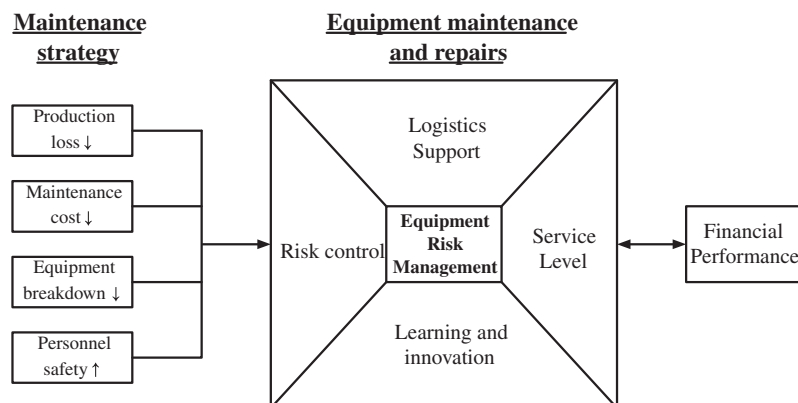 Maintenance
strategy
Equipment maintenance
and repairs
Production
loss ↓
Maintenance
cost ↓
Equipment
breakdown ↓
Personnel
safety ↑
Logistics
Support
Risk control
Equipment
Risk
Management
Service
Level
Learning and
innovation
Financial
Performance